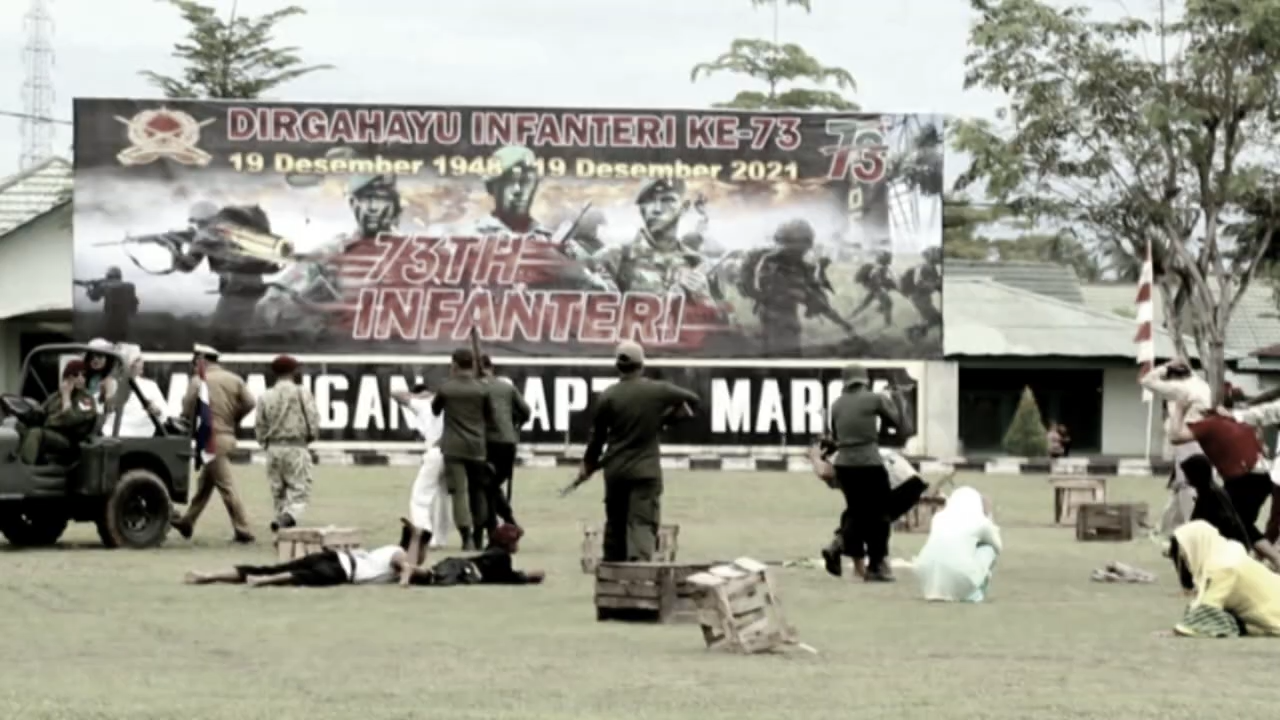 DIRGAHAYU INFANTERI KE-73
19 Desember 1948 19 Desember 2021
73
73TH
INFANTERI